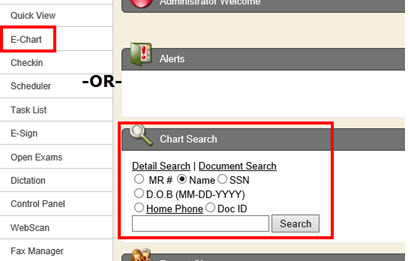 Quick View
E-Chart
Checkin
Scheduler
Task List
E-Sign
Open Exams
Dictation
Control Panel
WebScan
Fax Manager
-OR-
Administrator Welcome
Alerts
Chart Search
Detail Search | Document Search
MR # Name SSN
D.O.B (MM-DD-YYYY)
Home Phone Doc ID
Search